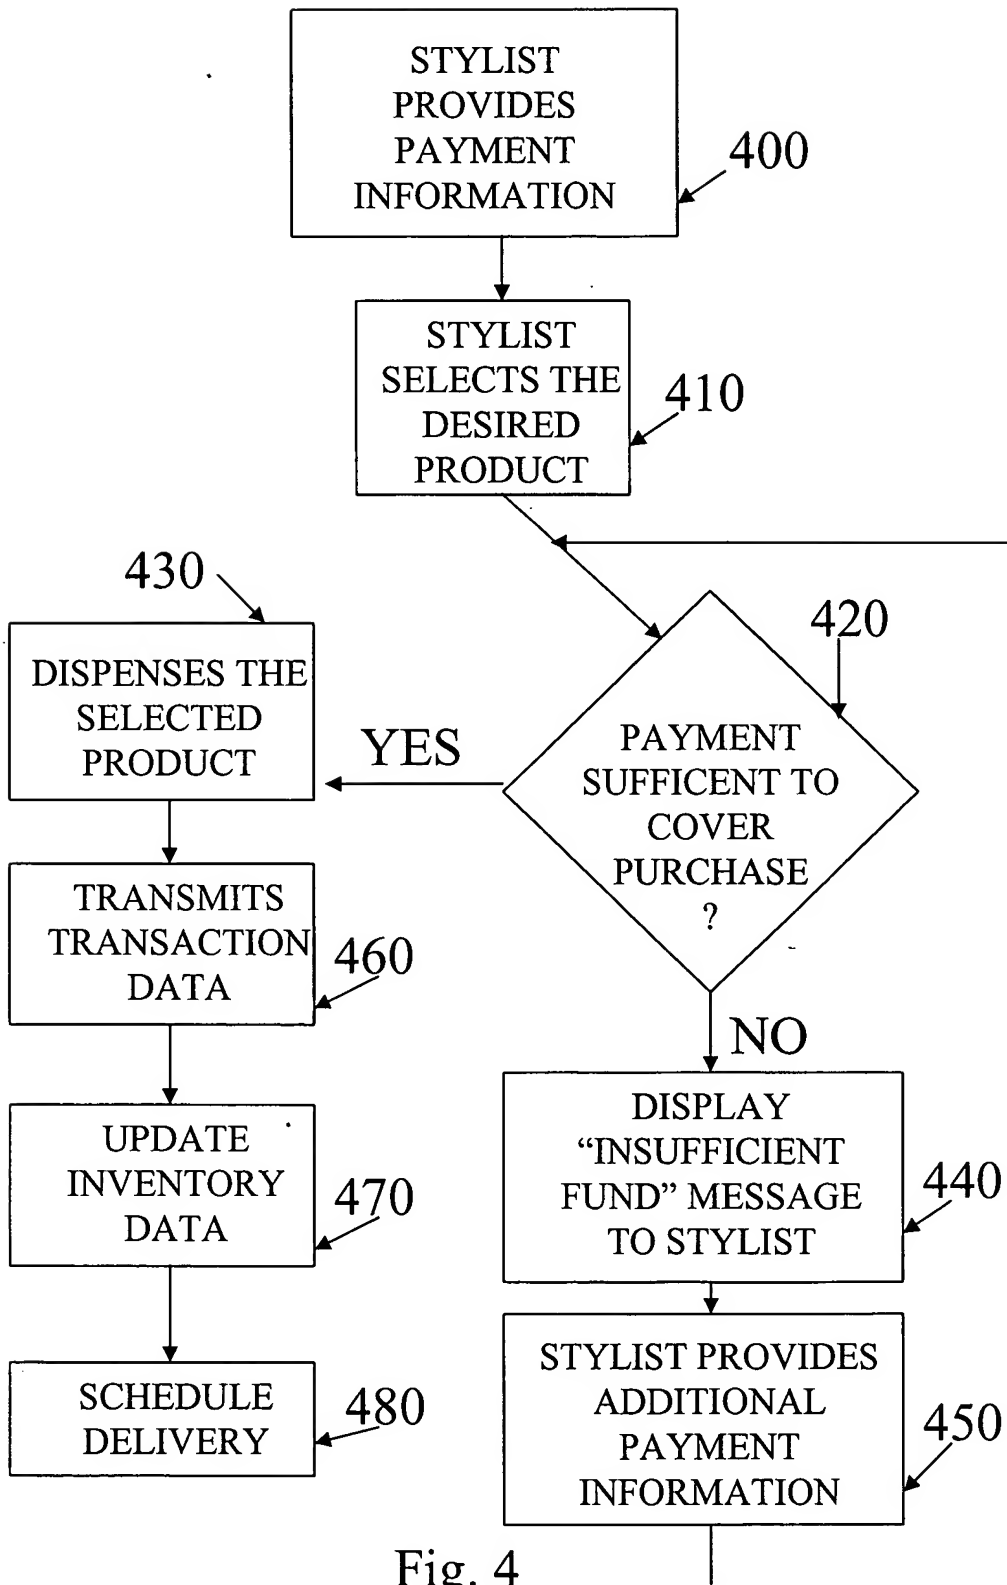 STYLIST
PROVIDES
PAYMENT
INFORMATION
400
STYLIST
SELECTS THE
DESIRED
PRODUCT
410
430
DISPENSES THE
SELECTED
PRODUCT
YES
420
PAYMENT
SUFFICENT TO
COVER
PURCHASE
?
TRANSMITS
TRANSACTION
DATA
460
NO
UPDATE
INVENTORY
DATA
470
DISPLAY
“INSUFFICIENT
FUND” MESSAGE
TO STYLIST
440
SCHEDULE
DELIVERY
480
STYLIST PROVIDES
ADDITIONAL
PAYMENT
INFORMATION
450
Fig. 4